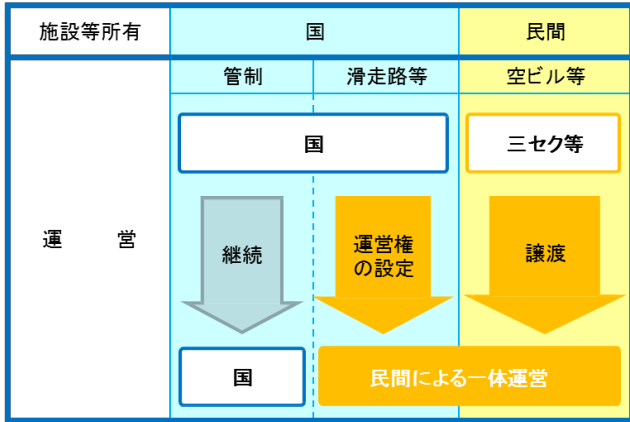 施設等所有
国
民間
管制
滑走路等
空ビル等
運 営
国
三セク等
継続
運営権
の設定
譲渡
国
民間による一体運営